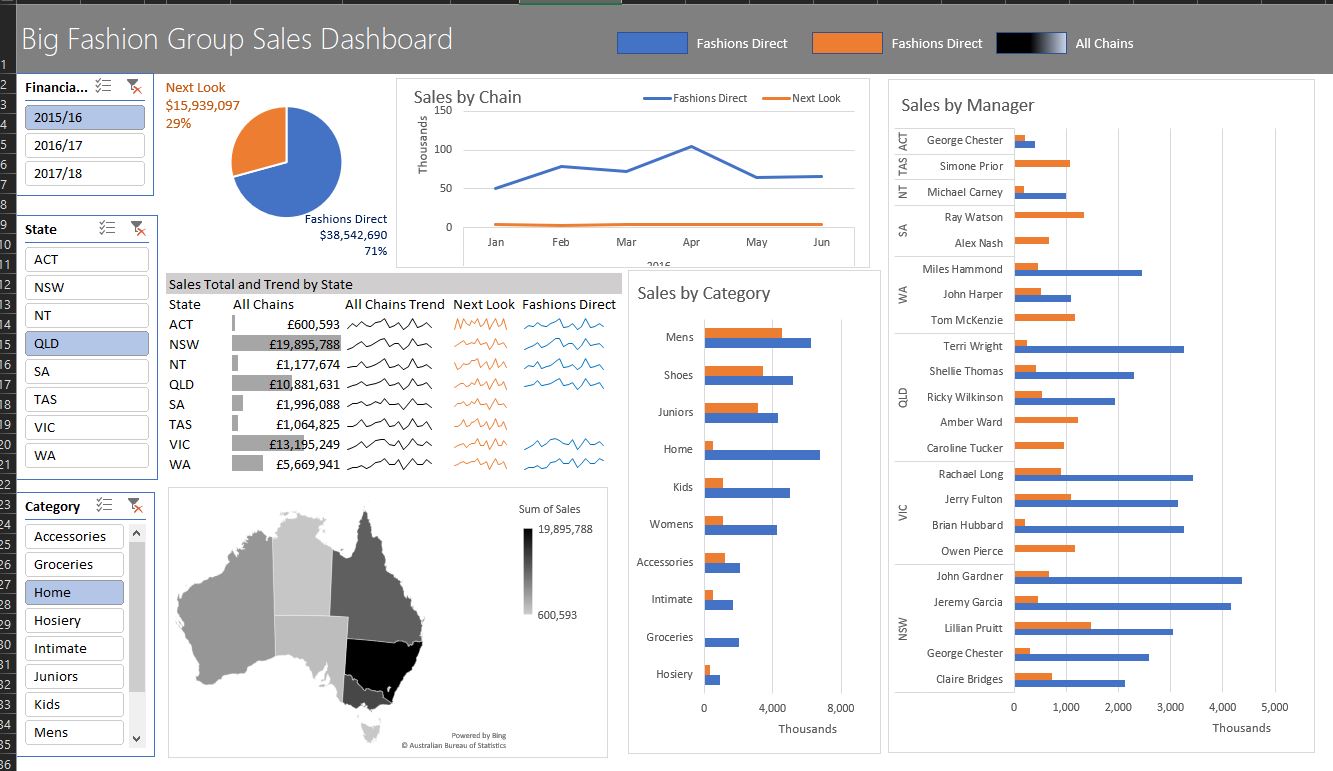 Big Fashion Group Sales Dashboard
Fashions Direct
Fashions Direct
All Chains
1
2
3
4
5
6
7
8
9
10
11
12
13
14
15
16
17
18
19
20
21
22
23
24
25
26
27
28
29
30
31
32
33
34
35
36
Financia...
2015/16
2016/17
2017/18
State
ACT
NSW
NT
QLD
SA
TAS
VIC
WA
Category
Accessories
Groceries
Home
Hosiery
Intimate
Juniors
Kids
Mens
Next Look
$15,939,097
29%
Fashions Direct
$38,542,690
71%
Sales by Chain
Fashions Direct
Next Look
Thousands
150
100
50
0
Jan Feb Mar Apr May Jun
2016
Sales Total and Trend by State
State All Chains All Chains Trend Next Look Fashions Direct
ACT £600,593
NSW £19,895,788
NT £1,177,674
QLD £10,881,631
SA £1,996,088
TAS £1,064,825
VIC £13,195,249
WA £5,669,941
Sum of Sales
19,895,788
600,593
Powered by Bing
© Australian Bureau of Statistics
Sales by Category
Mens
Shoes
Juniors
Home
Kids
Womens
Accessories
Intimate
Groceries
Hosiery
0 4,000 8,000
Thousands
Sales by Manager
ACT George Chester
TAS Simone Prior
NT Michael Carney
SA
Ray Watson
Alex Nash
WA
Miles Hammond
John Harper
Tom McKenzie
QLD
Terri Wright
Shellie Thomas
Ricky Wilkinson
Amber Ward
Caroline Tucker
VIC
Rachael Long
Jerry Fulton
Brian Hubbard
Owen Pierce
NSW
John Gardner
Jeremy Garcia
Lillian Pruitt
George Chester
Claire Bridges
0 1,000 2,000 3,000 4,000 5,000
Thousands